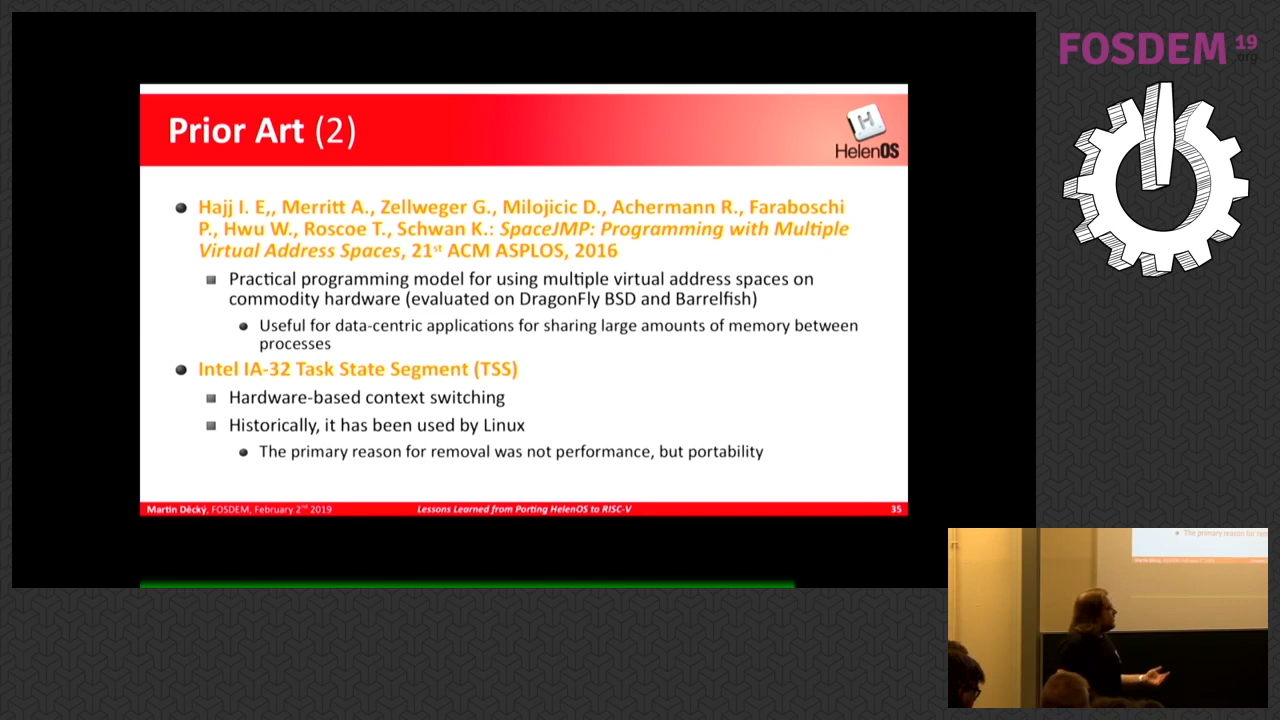 FOSDEM 19
.org
Prior Art (2)
HelenOS
Hajj I. E,, Merritt A., Zellweger G., Milojicic D., Achermann R., Faraboschi
P., Hwu W., Roscoe T., Schwan K.: SpaceJMP: Programming with Multiple
Virtual Address Spaces, 21st ACM ASPLOS, 2016
Practical programming model for using multiple virtual address spaces on
commodity hardware (evaluated on DragonFly BSD and Barrelfish)
Useful for data-centric applications for sharing large amounts of memory between
processes
Intel IA-32 Task State Segment (TSS)
Hardware-based context switching
Historically, it has been used by Linux
The primary reason for removal was not performance, but portability
Martin Děcký, FOSDEM, February 2nd 2019 Lessons Learned from Porting HelenOS to RISC-V 35
The primary reason for rem